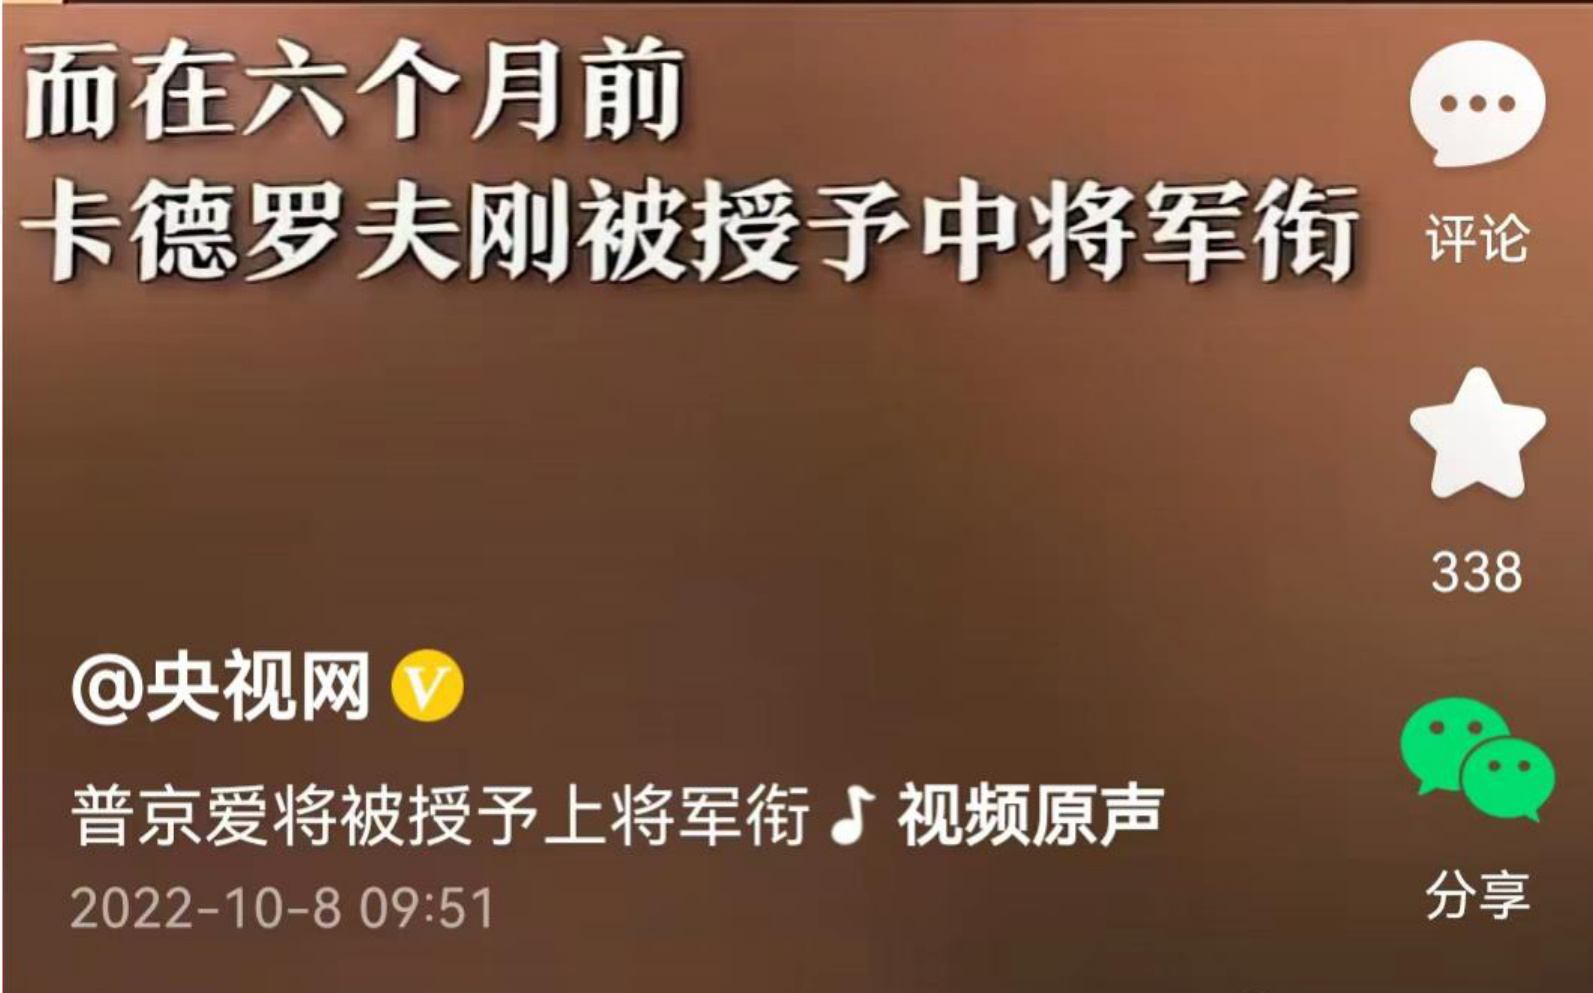 而在六个月前
卡德罗夫刚被授予中将军衔
评论
338
@央视网
普京爱将被授予上将军衔 视频原声
2022-10-8 09:51
分享